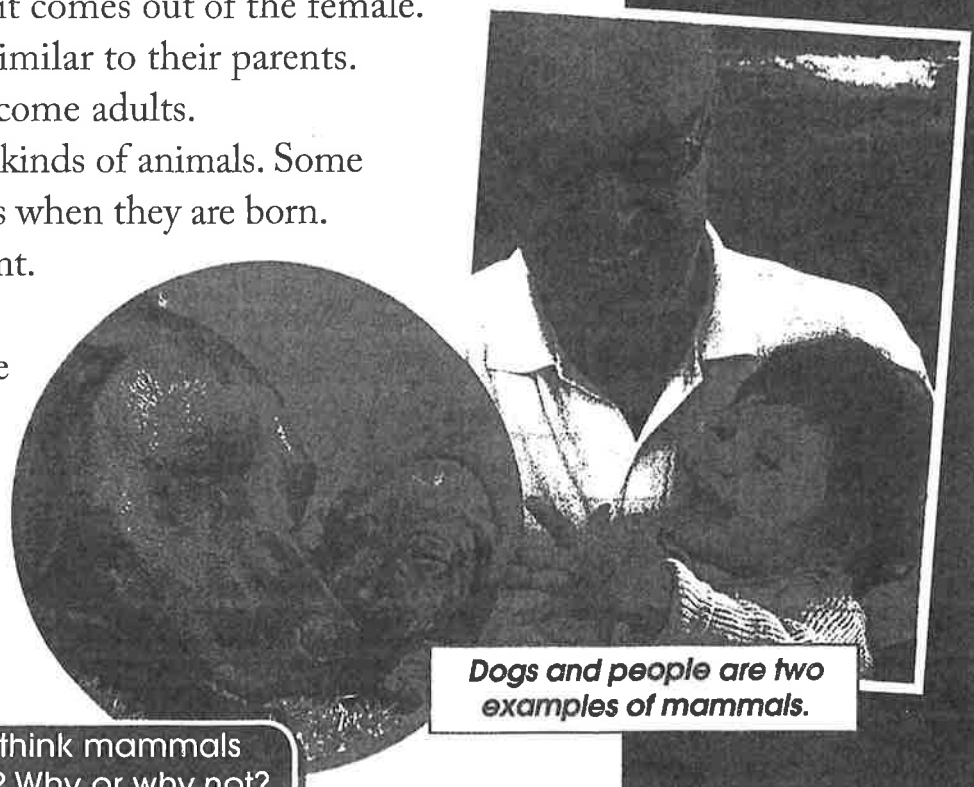 it comes out of the female.
imilar to their parents.
come adults.
kinds of animals. Some
s when they are born.
nt.
e
Dogs and people are two
examples of mammals.
think mammals
? Why or why not?